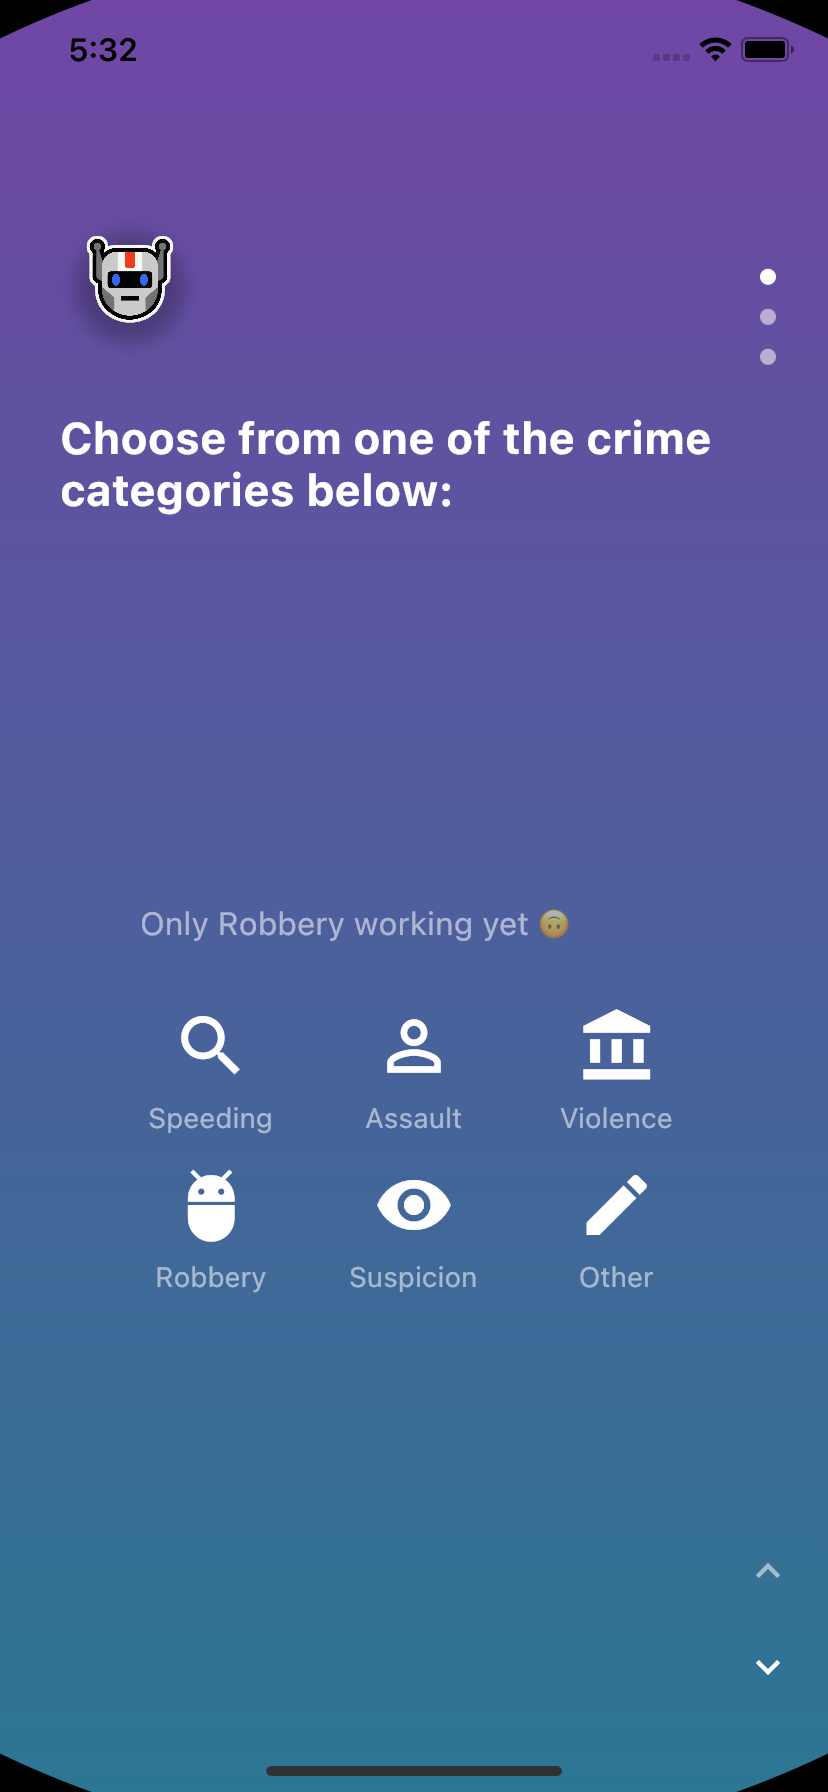 5:32
Choose from one of the crime
categories below:
Only Robbery working yet 🙃
Speeding
Assault
Violence
Robbery
Suspicion
Other